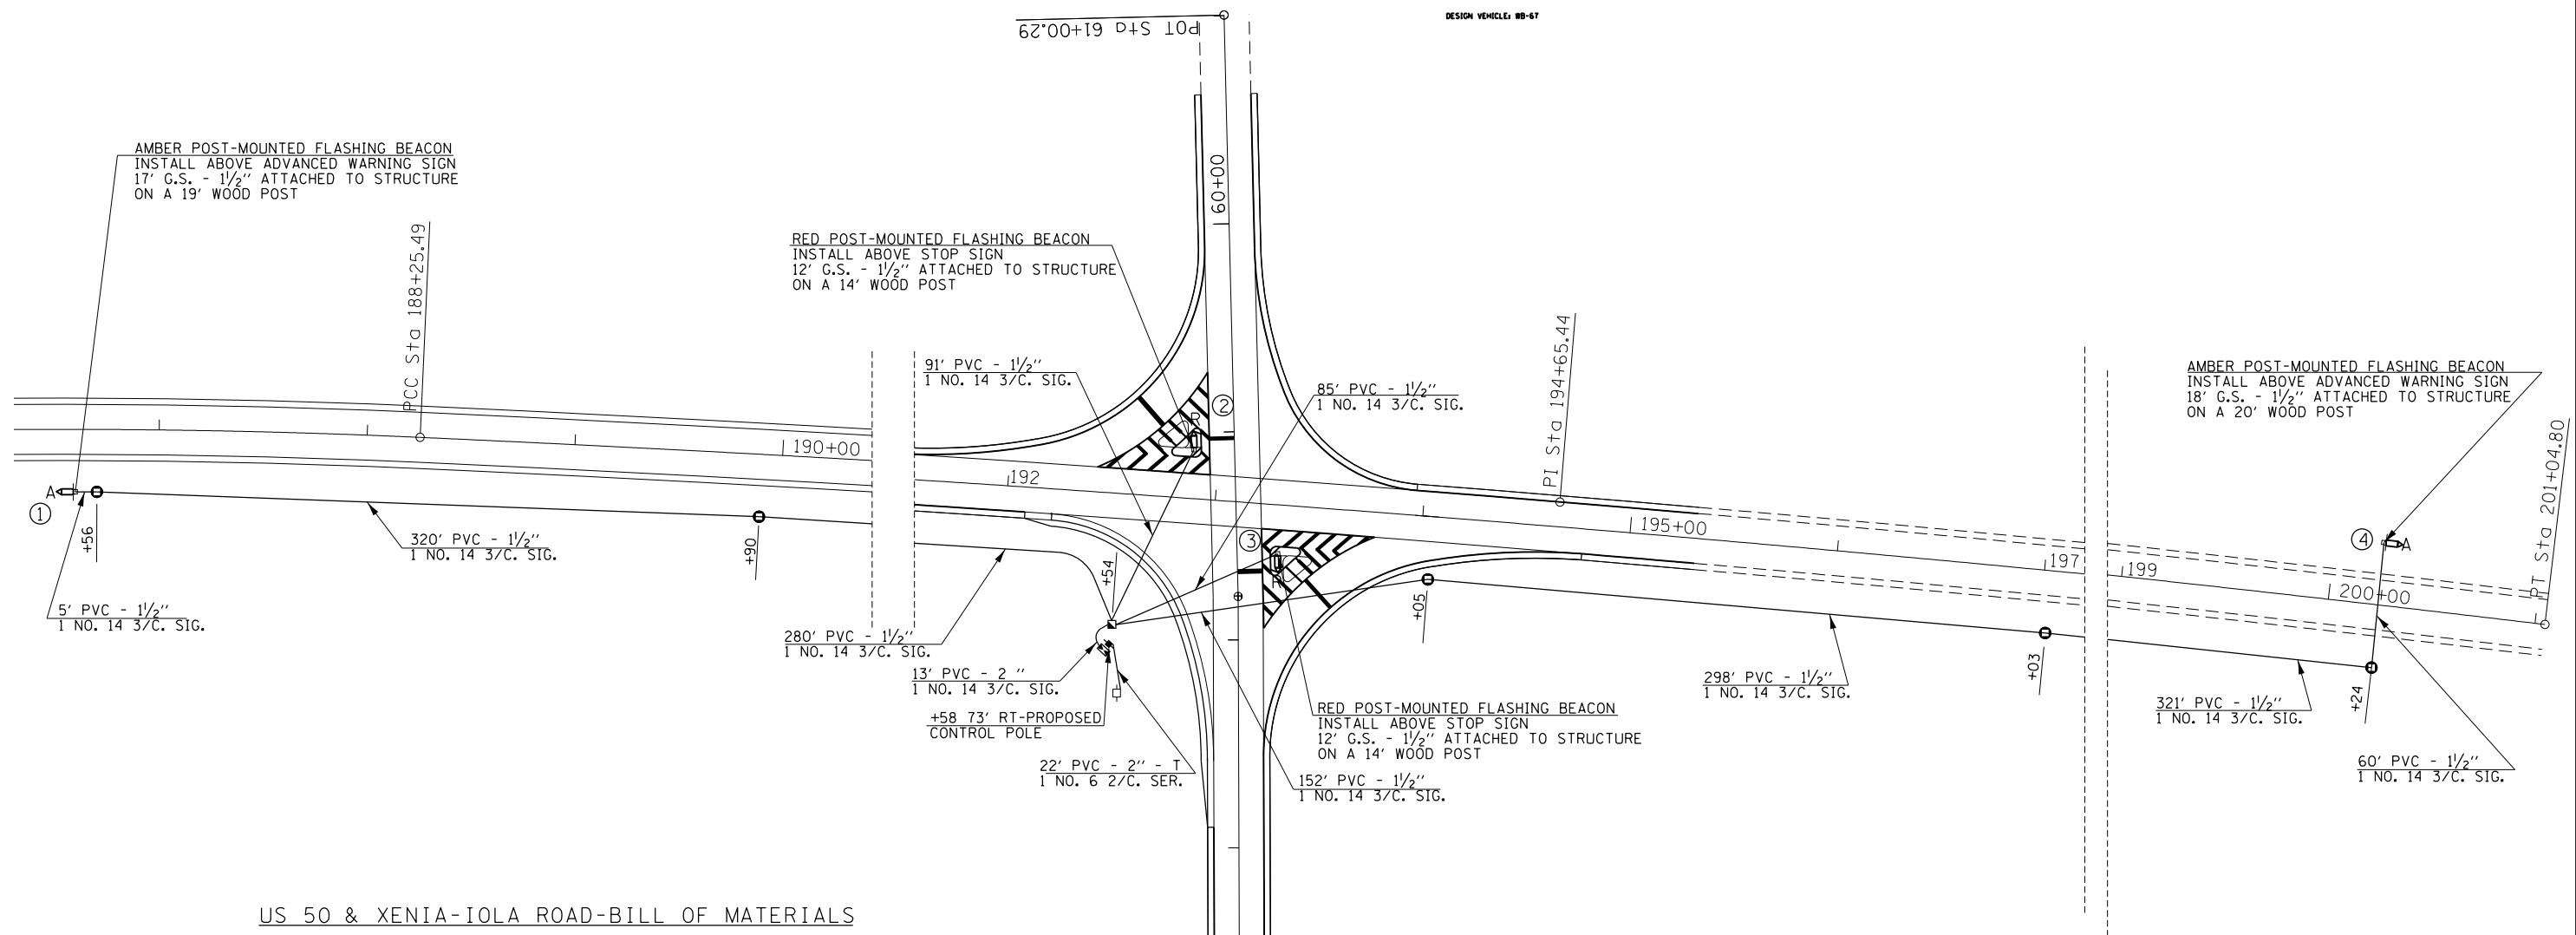 DESIGN VEHICLE: WB-67
POT Sta 61+00.29
AMBER POST-MOUNTED FLASHING BEACON
INSTALL ABOVE ADVANCED WARNING SIGN
17' G.S. - 1½'' ATTACHED TO STRUCTURE
ON A 19' WOOD POST
PCC Sta 188+25.49
RED POST-MOUNTED FLASHING BEACON
INSTALL ABOVE STOP SIGN
12' G.S. - 1½'' ATTACHED TO STRUCTURE
ON A 14' WOOD POST
60+00
91' PVC - 1½''
1 NO. 14 3/C. SIG.
85' PVC - 1½''
1 NO. 14 3/C. SIG.
PI Sta 194+65.44
AMBER POST-MOUNTED FLASHING BEACON
INSTALL ABOVE ADVANCED WARNING SIGN
18' G.S. - 1½'' ATTACHED TO STRUCTURE
ON A 20' WOOD POST
PT Sta 201+04.80
2
R
190+00
192
195+00
197
199
200+00
A
1
+56
320' PVC - 1½''
1 NO. 14 3/C. SIG.
+90
5' PVC - 1½''
1 NO. 14 3/C. SIG.
3
R
4
A
+54
+05
+03
+24
280' PVC - 1½''
1 NO. 14 3/C. SIG.
13' PVC - 2 ''
1 NO. 14 3/C. SIG.
+58 73' RT-PROPOSED
CONTROL POLE
22' PVC - 2'' - T
1 NO. 6 2/C. SER.
RED POST-MOUNTED FLASHING BEACON
INSTALL ABOVE STOP SIGN
12' G.S. - 1½'' ATTACHED TO STRUCTURE
ON A 14' WOOD POST
152' PVC - 1½''
1 NO. 14 3/C. SIG.
298' PVC - 1½''
1 NO. 14 3/C. SIG.
321' PVC - 1½''
1 NO. 14 3/C. SIG.
60' PVC - 1½''
1 NO. 14 3/C. SIG.
US 50 & XENIA-IOLA ROAD-BILL OF MATERIALS